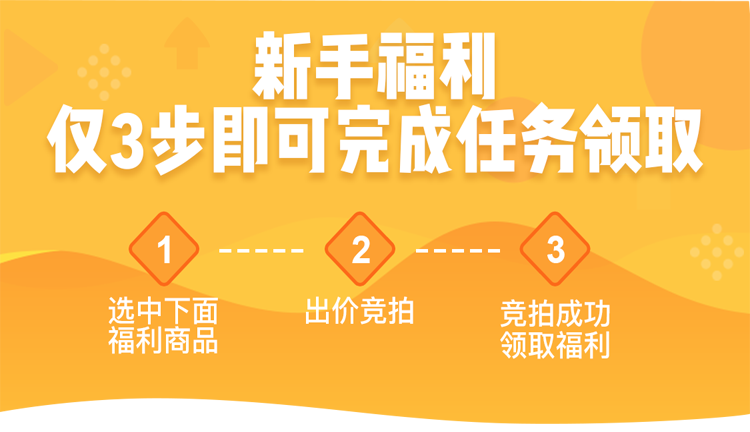 新手福利
仅3步即可完成任务领取
1
2
3
选中下面
福利商品
出价竞拍
竞拍成功
领取福利